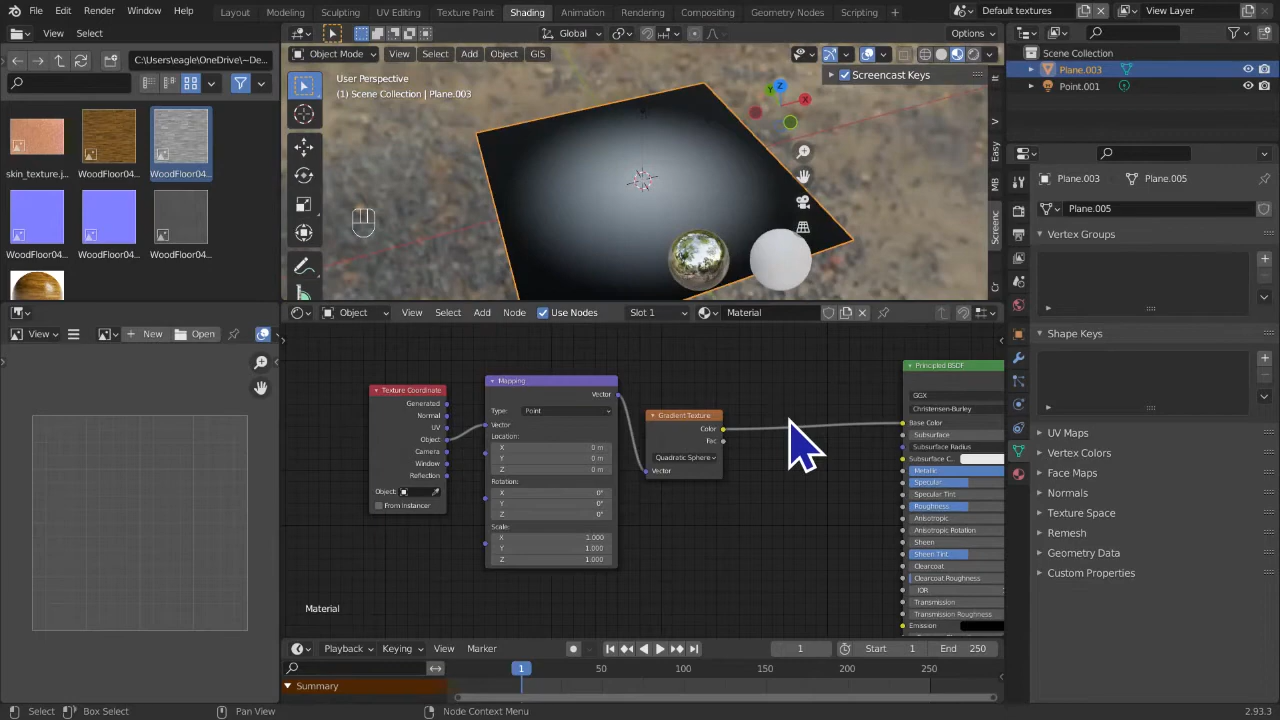 File Edit Render Window Help Layout Modeling Sculpting UV Editing Texture Paint Shading Animation Rendering Compositing Geometry Nodes Scripting + Default textures View Layer
View Select
C:\Users\eagle\OneDrive\~De...
skin_texture.j... WoodFloor04... WoodFloor04...
WoodFloor04... WoodFloor04... WoodFloor04...
Global Options
Object Mode View Select Add Object GIS
User Perspective
(1) Scene Collection | Plane.003
Screencast Keys
Z
Y
X
It
V
Easy
MB
Screenc
Cr
Scene Collection
Plane.003
Point.001
Plane.003 Plane.005
Plane.005
Vertex Groups
Shape Keys
UV Maps
Vertex Colors
Face Maps
Normals
Texture Space
Remesh
Geometry Data
Custom Properties
View New Open
Object View Select Add Node Use Nodes Slot 1 Material
Texture Coordinate
Generated
Normal
UV
Object
Camera
Window
Reflection
Object:
From Instancer
Mapping
Vector
Type: Point
Vector
Location:
X 0 m
Y 0 m
Z 0 m
Rotation:
X 0°
Y 0°
Z 0°
Scale:
X 1.000
Y 1.000
Z 1.000
Gradient Texture
Color
Fac
Quadratic Sphere
Vector
Principled BSDF
GGX
Christensen-Burley
Base Color
Subsurface
Subsurface Radius
Subsurface C..
Metallic
Specular
Specular Tint
Roughness
Anisotropic
Anisotropic Rotation
Sheen
Sheen Tint
Clearcoat
Clearcoat Roughness
IOR
Transmission
Transmission Roughness
Emission
Material
Playback Keying View Marker 1 Start 1 End 250
1 50 100 150 200 250
Summary
Select Box Select Pan View Node Context Menu 2.93.3